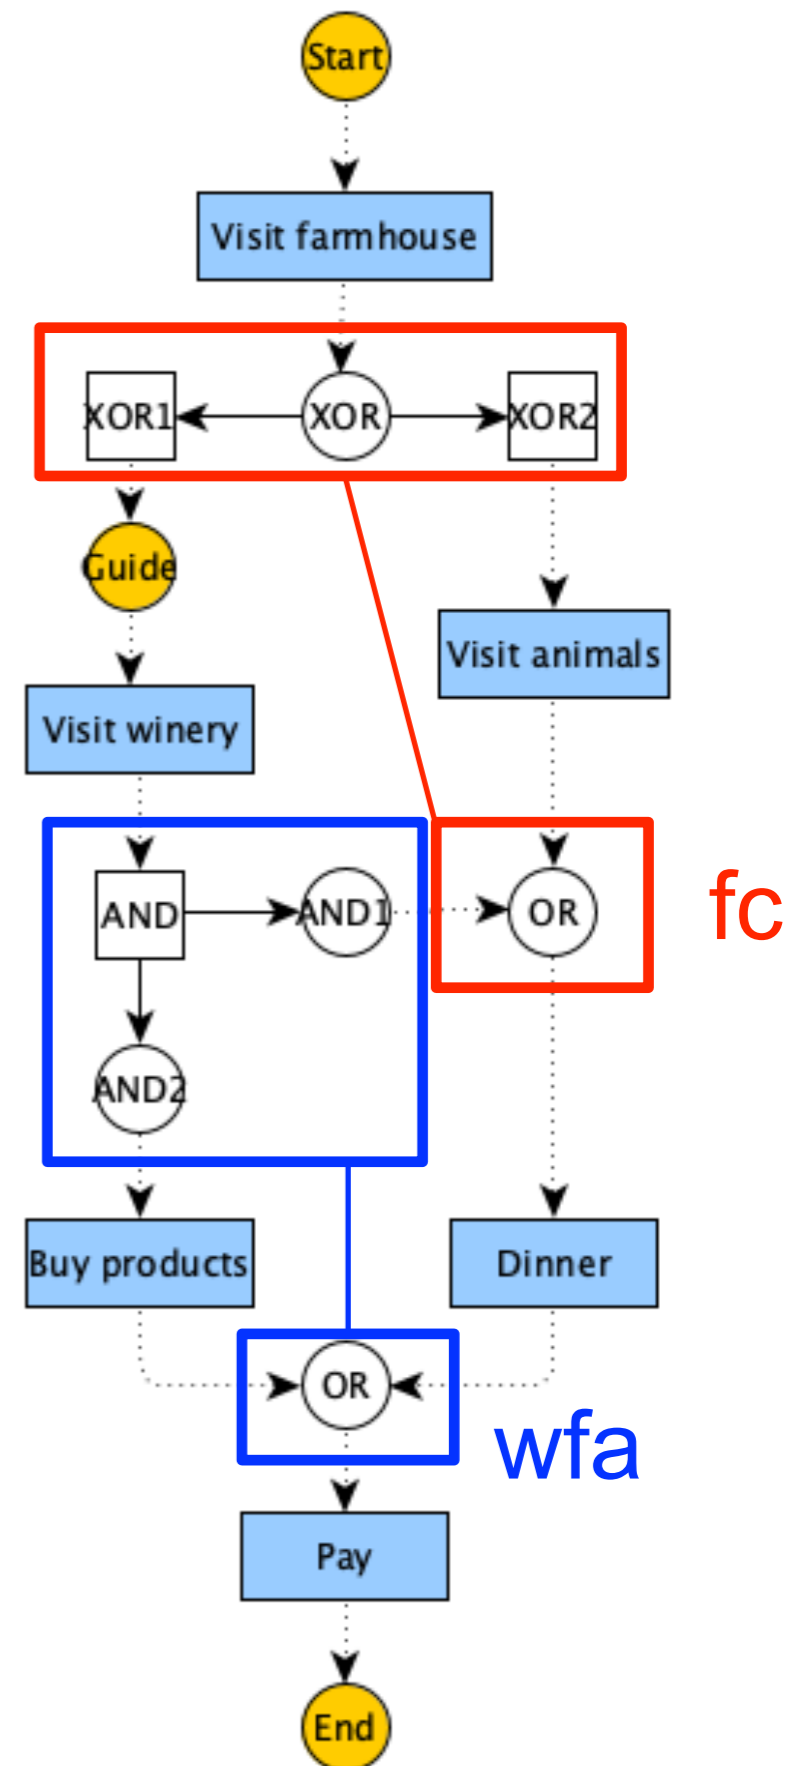 Start
Visit farmhouse
XOR1
XOR
XOR2
Guide
Visit animals
Visit winery
AND
AND1
OR
fc
AND2
Buy products
Dinner
OR
wfa
Pay
End